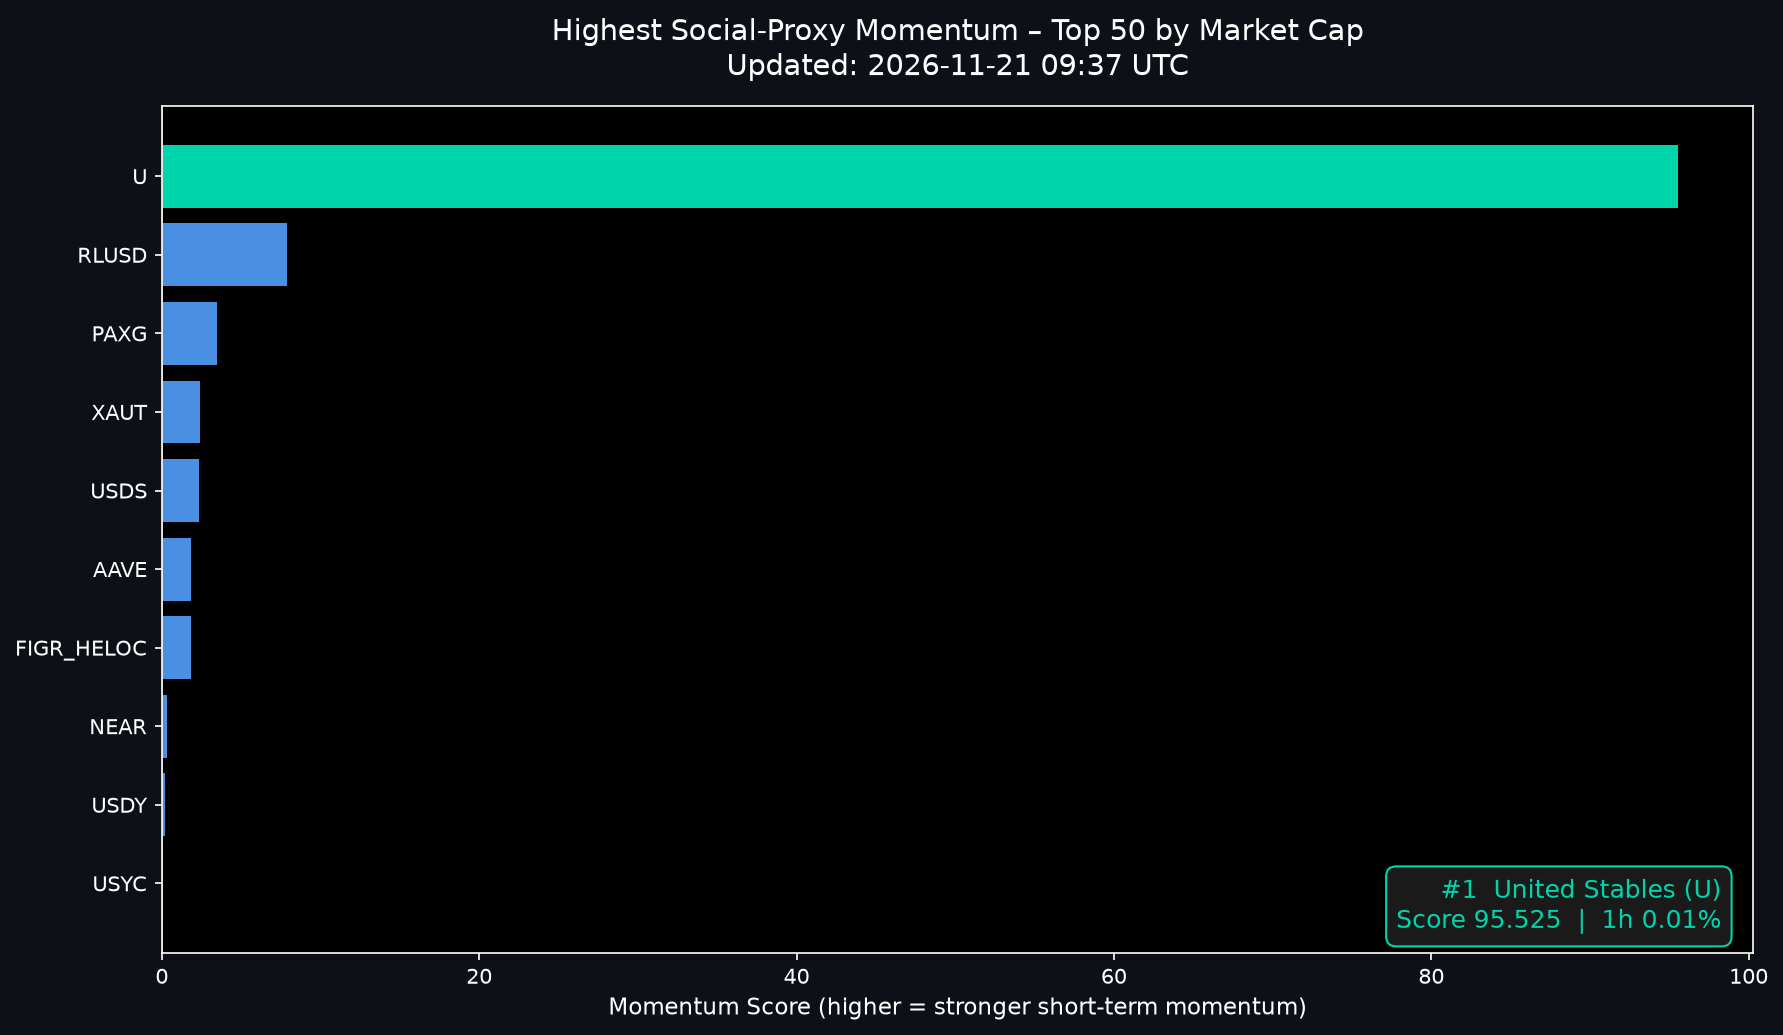 Highest Social-Proxy Momentum – Top 50 by Market Cap
Updated: 2026-11-21 09:37 UTC
U
RLUSD
PAXG
XAUT
USDS
AAVE
FIGR_HELOC
NEAR
USDY
USYC
#1  United Stables (U)
Score 95.525  |  1h 0.01%
0 20 40 60 80 100
Momentum Score (higher = stronger short-term momentum)